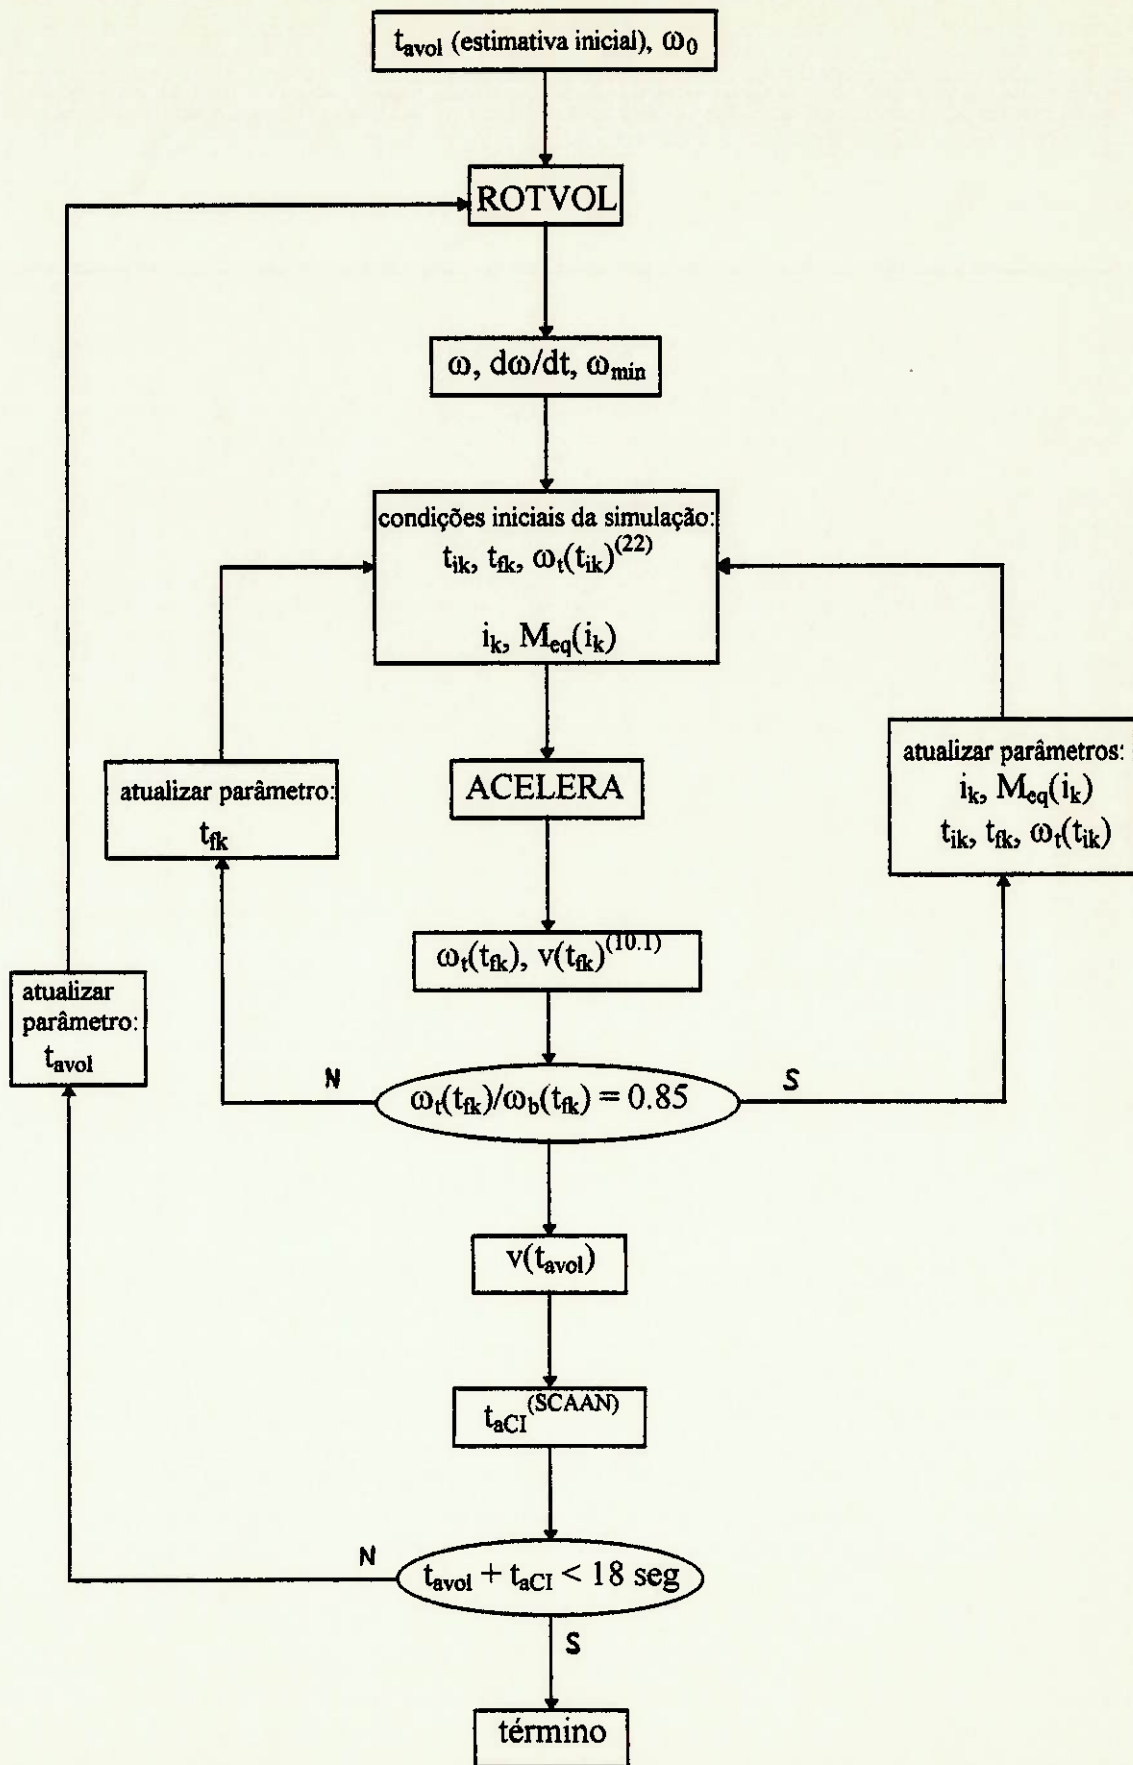 t_avol (estimativa inicial), ω_0
ROTVOL
ω, dω/dt, ω_min
condições iniciais da simulação:
t_ik, t_fk, ω_t(t_ik)^(22)
i_k, M_eq(i_k)
atualizar parâmetro:
t_fk
ACELERA
atualizar parâmetros:
i_k, M_eq(i_k)
t_ik, t_fk, ω_t(t_ik)
ω_t(t_fk), v(t_fk)^(10.1)
atualizar
parâmetro:
t_avol
N
ω_t(t_fk)/ω_b(t_fk) = 0.85
S
v(t_avol)
t_aCI^(SCAAN)
N
t_avol + t_aCI < 18 seg
S
término